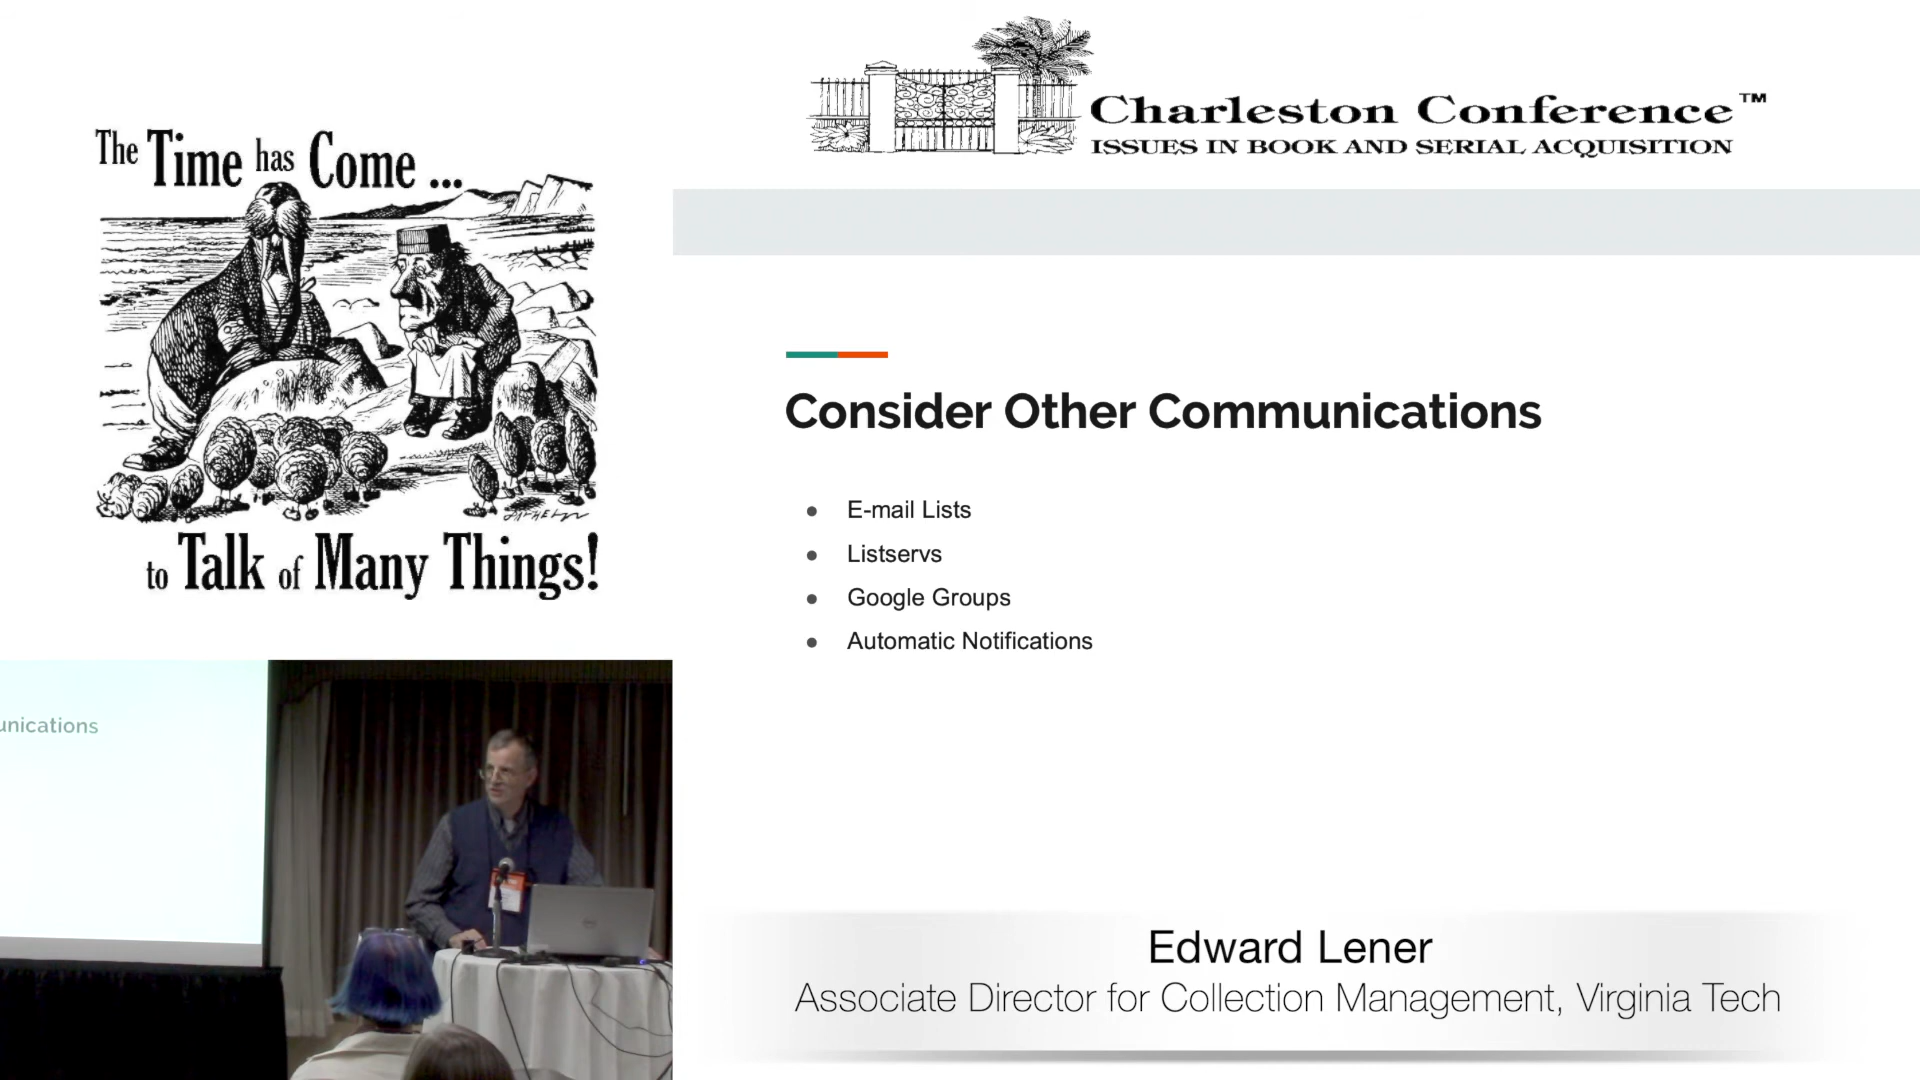 The Time has Come ...
to Talk of Many Things!
Charleston Conference™
ISSUES IN BOOK AND SERIAL ACQUISITION
Consider Other Communications
● E-mail Lists
● Listservs
● Google Groups
● Automatic Notifications
unications
Edward Lener
Associate Director for Collection Management, Virginia Tech